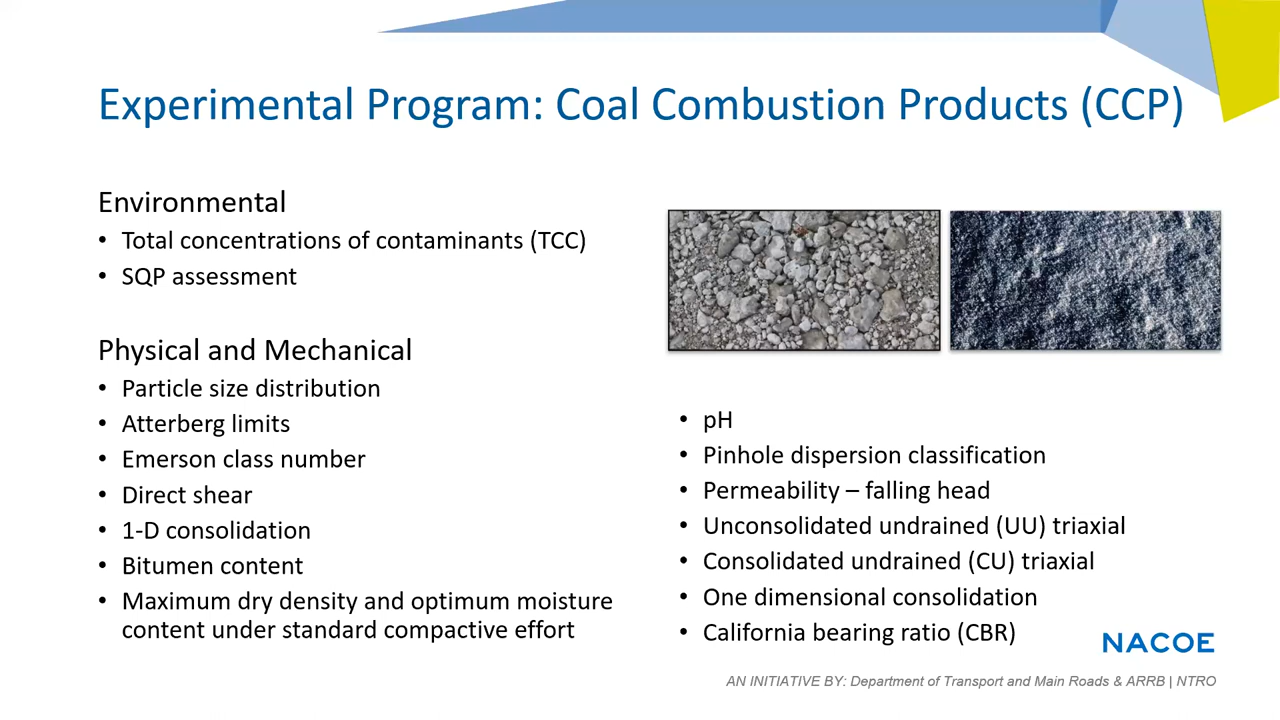 Experimental Program: Coal Combustion Products (CCP)
Environmental
• Total concentrations of contaminants (TCC)
• SQP assessment
Physical and Mechanical
• Particle size distribution
• Atterberg limits
• Emerson class number
• Direct shear
• 1-D consolidation
• Bitumen content
• Maximum dry density and optimum moisture
content under standard compactive effort
• pH
• Pinhole dispersion classification
• Permeability – falling head
• Unconsolidated undrained (UU) triaxial
• Consolidated undrained (CU) triaxial
• One dimensional consolidation
• California bearing ratio (CBR)
NACOE
AN INITIATIVE BY: Department of Transport and Main Roads & ARRB | NTRO